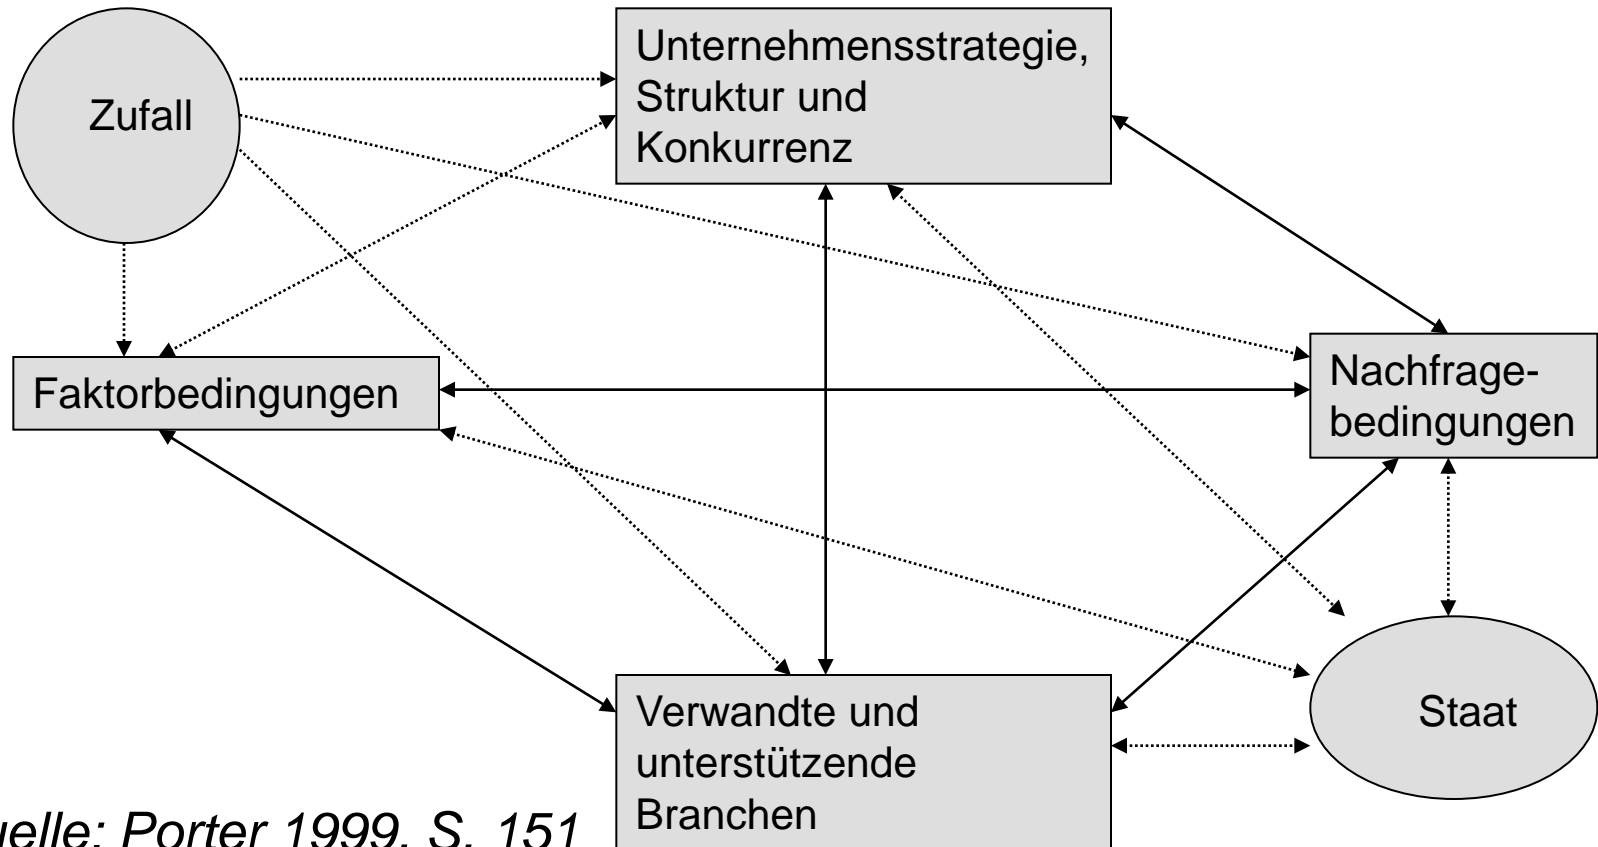 Zufall
Unternehmensstrategie,
Struktur und
Konkurrenz
Faktorbedingungen
Nachfrage-
bedingungen
Verwandte und
unterstützende
Branchen
Staat
uelle: Porter 1999, S. 151